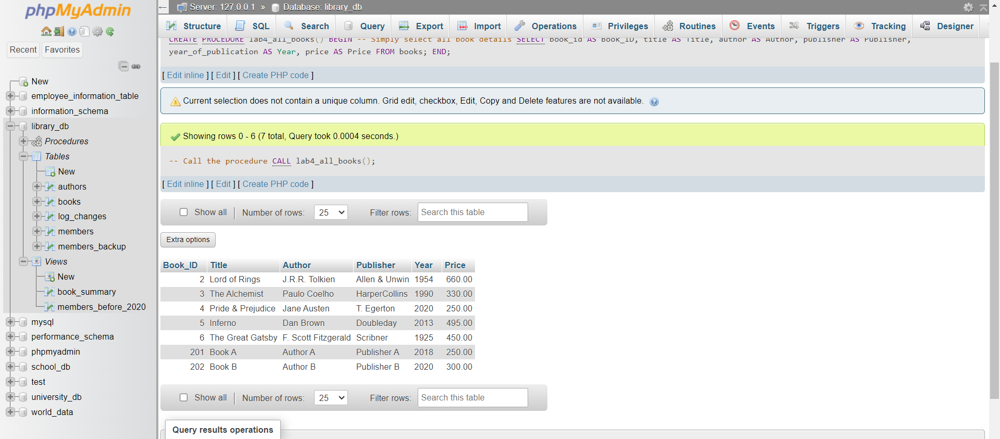 phpMyAdmin
Recent Favorites
New
employee_information_table
information_schema
library_db
Procedures
Tables
New
authors
books
log_changes
members
members_backup
Views
New
book_summary
members_before_2020
mysql
performance_schema
phpmyadmin
school_db
test
university_db
world_data
← Server: 127.0.0.1 » Database: library_db
Structure SQL Search Query Export Import Operations Privileges Routines Events Triggers Tracking Designer
CREATE PROCEDURE lab4_all_books() BEGIN -- Simply select all book details SELECT book_id AS Book_ID, title AS Title, author AS Author, publisher AS Publisher,
year_of_publication AS Year, price AS Price FROM books; END;
[ Edit inline ] [ Edit ] [ Create PHP code ]
Current selection does not contain a unique column. Grid edit, checkbox, Edit, Copy and Delete features are not available.
Showing rows 0 - 6 (7 total, Query took 0.0004 seconds.)
-- Call the procedure CALL lab4_all_books();
[ Edit inline ] [ Edit ] [ Create PHP code ]
Show all Number of rows: 25 Filter rows: Search this table
Extra options
Book_ID Title Author Publisher Year Price
2 Lord of Rings J.R.R. Tolkien Allen & Unwin 1954 660.00
3 The Alchemist Paulo Coelho HarperCollins 1990 330.00
4 Pride & Prejudice Jane Austen T. Egerton 2020 250.00
5 Inferno Dan Brown Doubleday 2013 495.00
6 The Great Gatsby F. Scott Fitzgerald Scribner 1925 450.00
201 Book A Author A Publisher A 2018 250.00
202 Book B Author B Publisher B 2020 300.00
Show all Number of rows: 25 Filter rows: Search this table
Query results operations